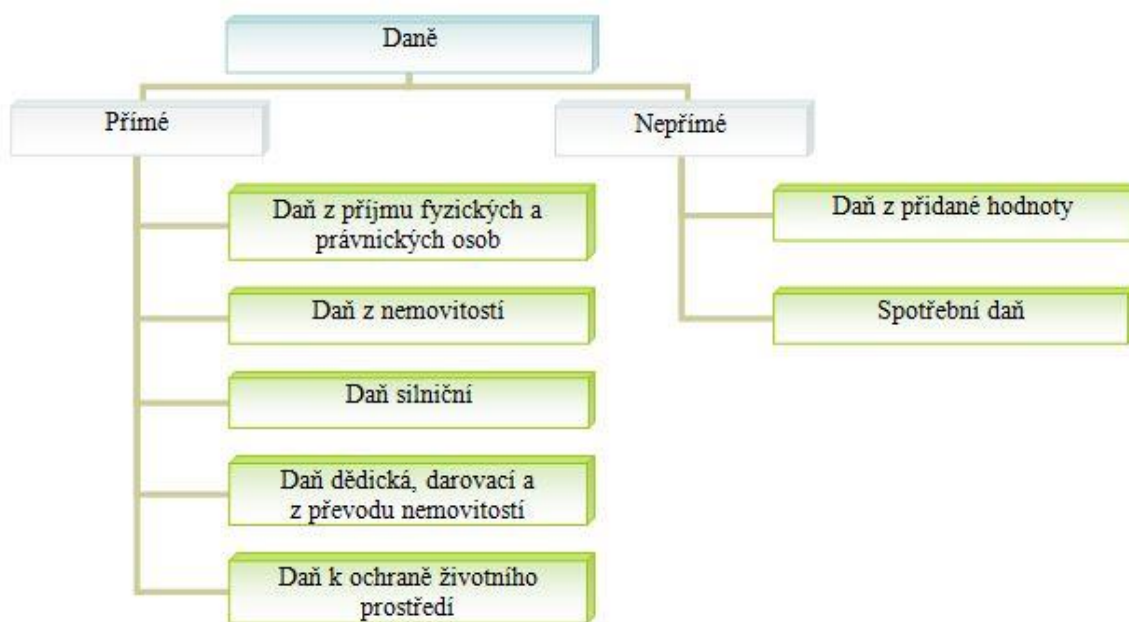 Daně
Přímé
Nepřímé
Daň z příjmu fyzických a
právnických osob
Daň z nemovitostí
Daň silniční
Daň dědická, darovací a
z převodu nemovitostí
Daň k ochraně životního
prostředí
Daň z přidané hodnoty
Spotřební daň